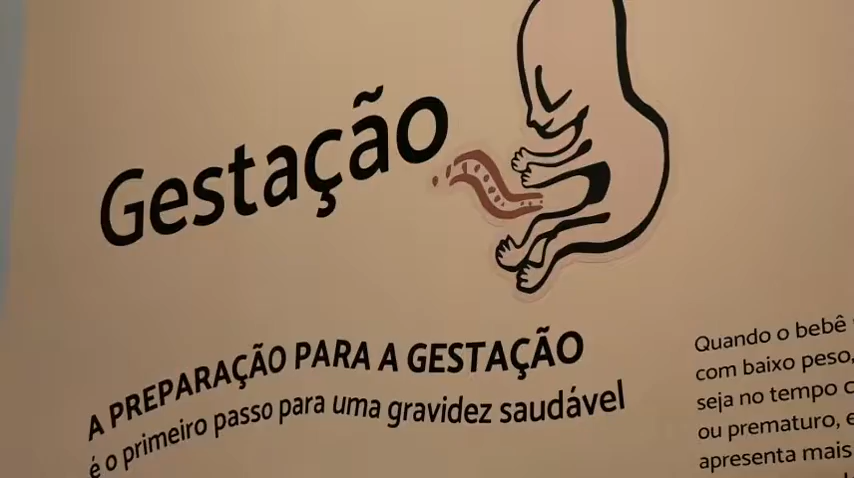 Gestação
A PREPARAÇÃO PARA A GESTAÇÃO
é o primeiro passo para uma gravidez saudável
Quando o bebê
com baixo peso,
seja no tempo
ou prematuro,
apresenta mais